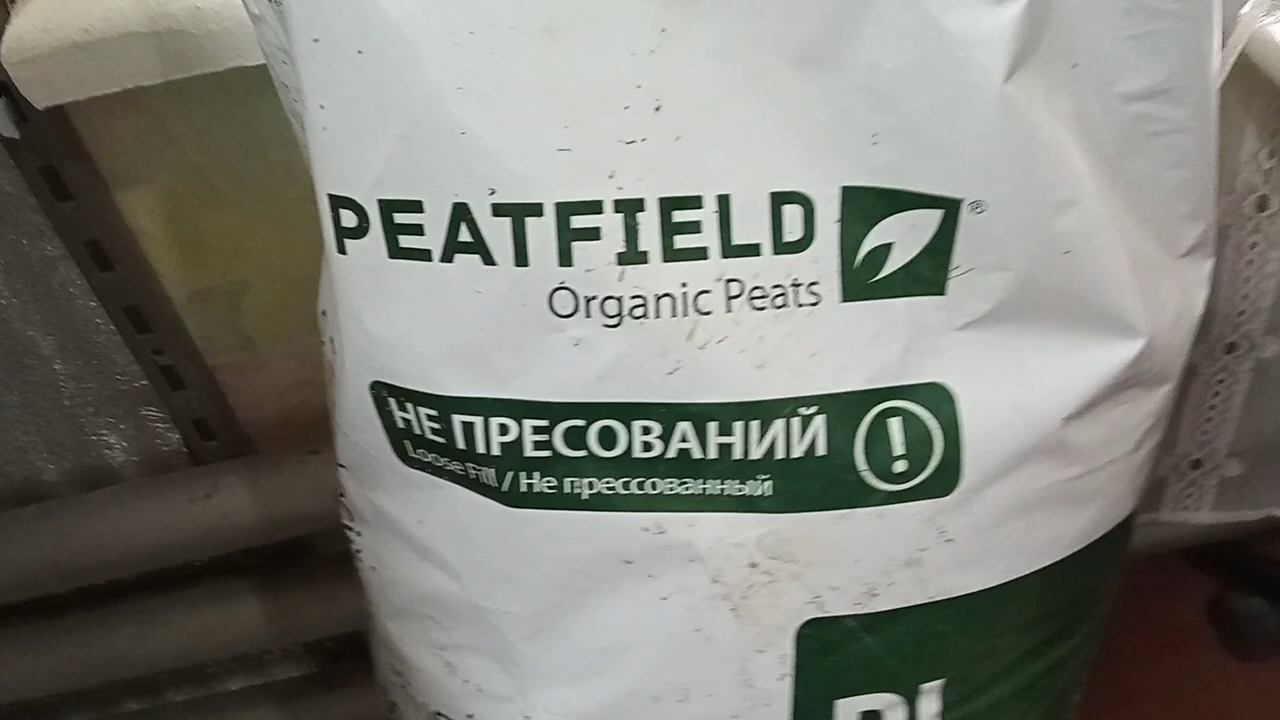 PEATFIELD ®
Organic Peats
НЕ ПРЕСОВАНИЙ !
Loose Fill / Не прессованный